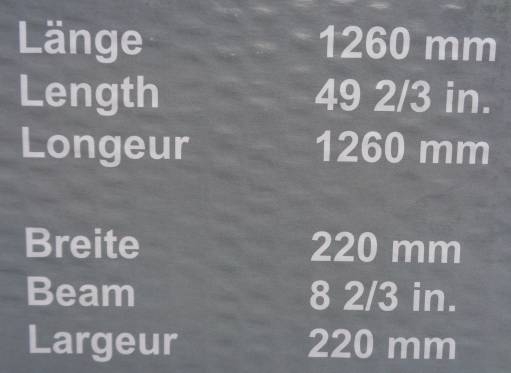 Länge 1260 mm
Length 49 2/3 in.
Longeur 1260 mm
Breite 220 mm
Beam 8 2/3 in.
Largeur 220 mm